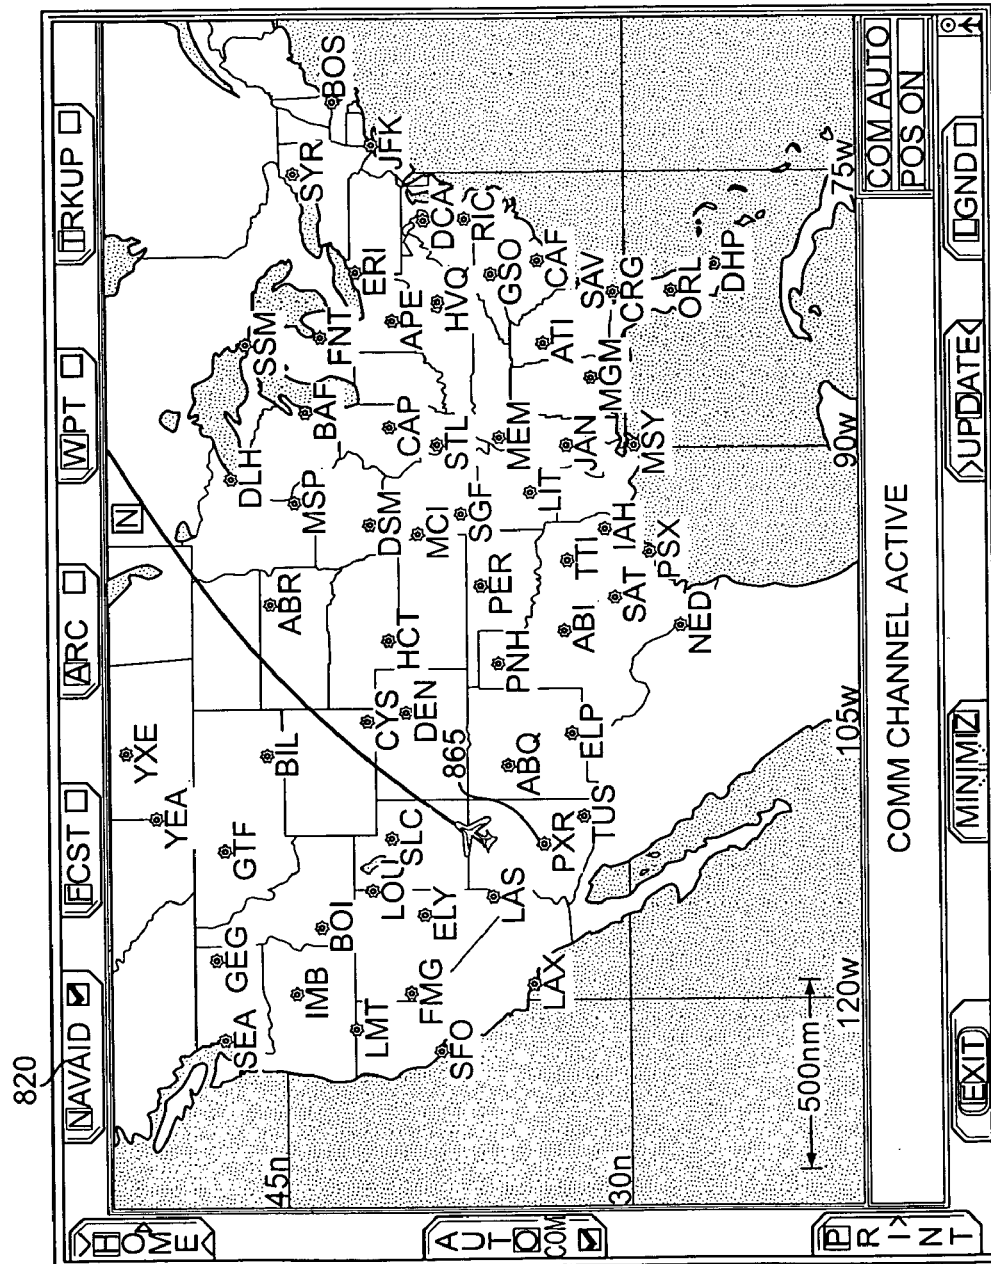 820
NAVAID
FCST
ARC
WPT
TRKUP
HOME
AUTO
COM
PRINT
N
YXE
YEA
SEA
GEG
GTF
BIL
ABR
DLH
SSM
SYR
BOS
IMB
BOI
MSP
BAF
FNT
ERI
JFK
LMT
LOU
SLC
CYS
DEN
HCT
DSM
CAP
APE
DCA
FMG
ELY
865
MCI
STL
HVQ
RIC
SFO
LAS
PXR
ABQ
PNH
PER
SGF
MEM
GSO
CAF
LAX
TUS
ELP
ABI
TTI
LIT
JAN
ATI
SAV
CRG
SAT
IAH
MGM
PSX
MSY
ORL
NED
DHP
45n
30n
500nm
120w
105w
90w
75w
COMM CHANNEL ACTIVE
COM AUTO
POS ON
EXIT
MINIMIZ
UPDATE
LGND